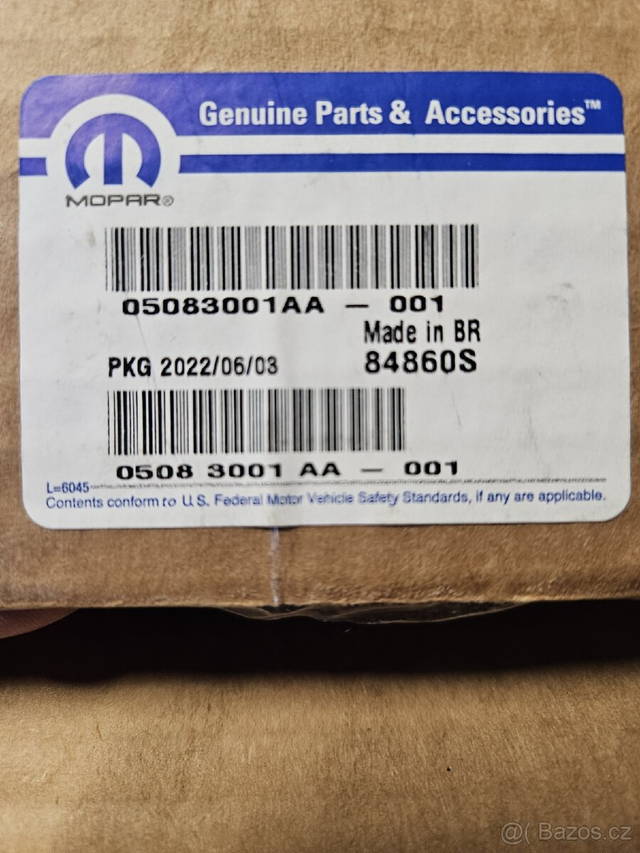 Genuine Parts & Accessories™
MOPAR®
05083001AA – 001
Made in BR
PKG 2022/06/03 84860S
0508 3001 AA – 001
L=6045
Contents conform to U.S. Federal Motor Vehicle Safety Standards, if any are applicable.
@( Bazoš.cz